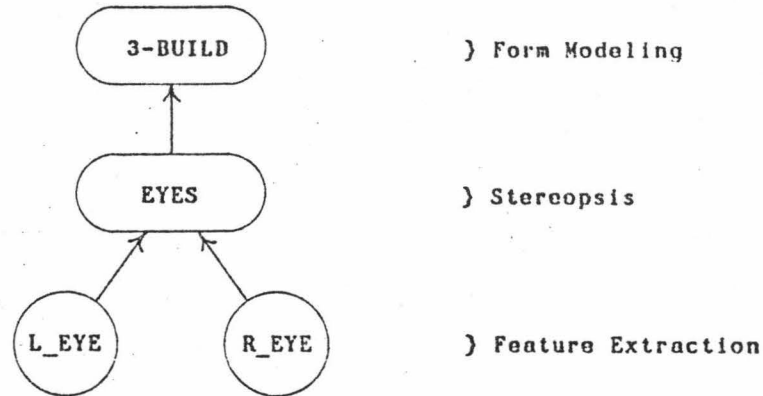 3-BUILD } Form Modeling
EYES } Stereopsis
L_EYE R_EYE } Feature Extraction